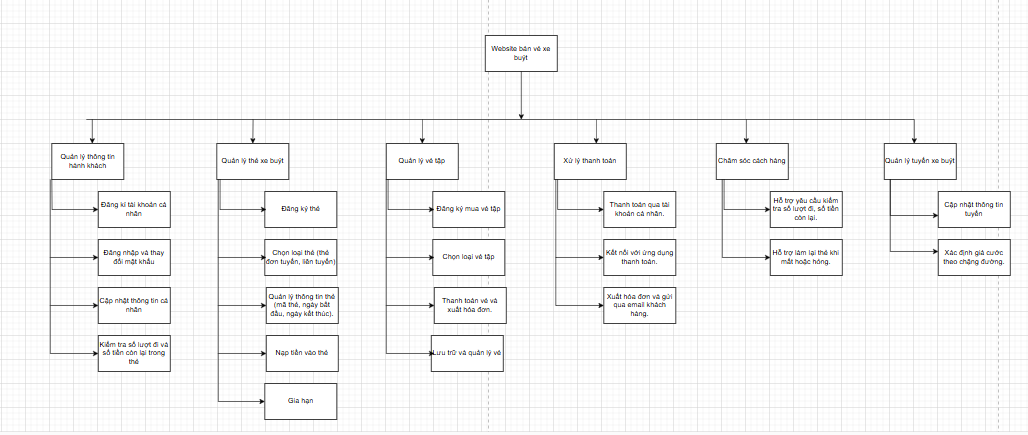 Website bán vé xe
buýt
Quản lý thông tin
hành khách
Đăng kí tài khoản cá
nhân
Đăng nhập và thay
đổi mật khẩu
Cập nhật thông tin cá
nhân
Kiểm tra số lượt đi và
số tiền còn lại trong
thẻ
Quản lý thẻ xe buýt
Đăng ký thẻ
Chọn loại thẻ (thẻ
đơn tuyến, liên tuyến)
Quản lý thông tin thẻ
(mã thẻ, ngày bắt
đầu, ngày kết thúc).
Nạp tiền vào thẻ
Gia hạn
Quản lý vé tập
Đăng ký mua vé tập
Chọn loại vé tập
Thanh toán vé và
xuất hóa đơn.
Lưu trữ và quản lý vé
Xử lý thanh toán
Thanh toán qua tài
khoản cá nhân.
Kết nối với ứng dụng
thanh toán.
Xuất hóa đơn và gửi
qua email khách
hàng.
Chăm sóc cách hàng
Hỗ trợ yêu cầu kiểm
tra số lượt đi, số tiền
còn lại.
Hỗ trợ làm lại thẻ khi
mất hoặc hỏng.
Quản lý tuyến xe buýt
Cập nhật thông tin
tuyến
Xác định giá cước
theo chặng đường.